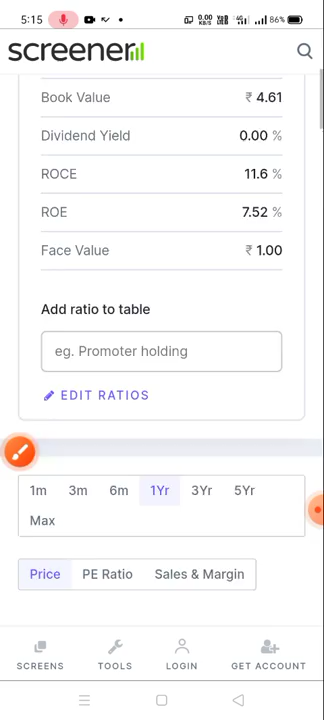 5:15
0.00 KB/S
86%
screener
Book Value ₹ 4.61
Dividend Yield 0.00 %
ROCE 11.6 %
ROE 7.52 %
Face Value ₹ 1.00
Add ratio to table
eg. Promoter holding
EDIT RATIOS
1m 3m 6m 1Yr 3Yr 5Yr
Max
Price PE Ratio Sales & Margin
SCREENS TOOLS LOGIN GET ACCOUNT